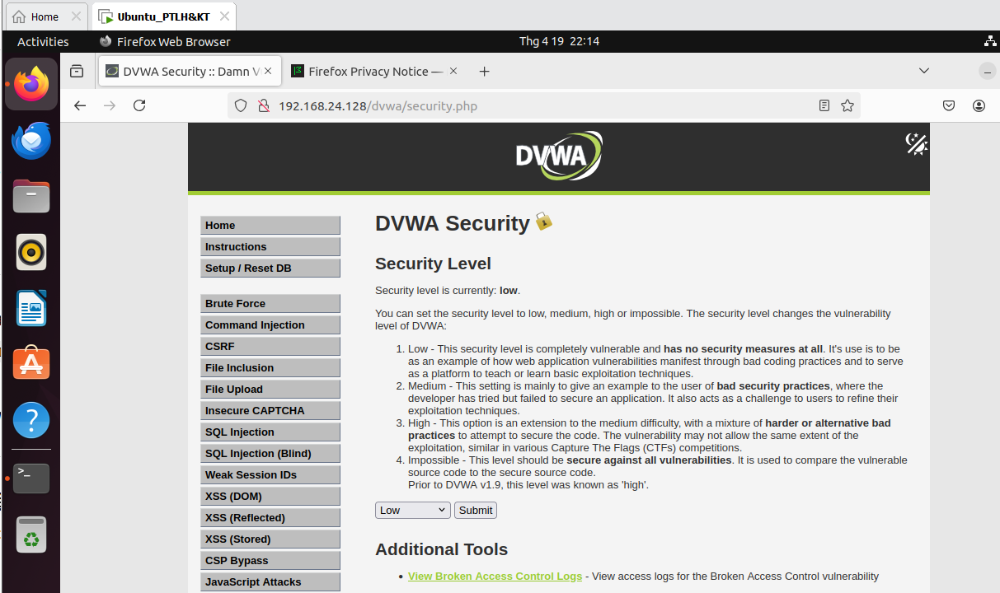 Home
Ubuntu_PTLH&KT
Activities
Firefox Web Browser
Thg 4 19 22:14
DVWA Security :: Damn V
Firefox Privacy Notice —
192.168.24.128/dvwa/security.php
DVWA
Home
Instructions
Setup / Reset DB
Brute Force
Command Injection
CSRF
File Inclusion
File Upload
Insecure CAPTCHA
SQL Injection
SQL Injection (Blind)
Weak Session IDs
XSS (DOM)
XSS (Reflected)
XSS (Stored)
CSP Bypass
JavaScript Attacks
DVWA Security
Security Level
Security level is currently: low.
You can set the security level to low, medium, high or impossible. The security level changes the vulnerability
level of DVWA:
1. Low - This security level is completely vulnerable and has no security measures at all. It's use is to be
as an example of how web application vulnerabilities manifest through bad coding practices and to serve
as a platform to teach or learn basic exploitation techniques.
2. Medium - This setting is mainly to give an example to the user of bad security practices, where the
developer has tried but failed to secure an application. It also acts as a challenge to users to refine their
exploitation techniques.
3. High - This option is an extension to the medium difficulty, with a mixture of harder or alternative bad
practices to attempt to secure the code. The vulnerability may not allow the same extent of the
exploitation, similar in various Capture The Flags (CTFs) competitions.
4. Impossible - This level should be secure against all vulnerabilities. It is used to compare the vulnerable
source code to the secure source code.
Prior to DVWA v1.9, this level was known as 'high'.
Low
Submit
Additional Tools
• View Broken Access Control Logs - View access logs for the Broken Access Control vulnerability